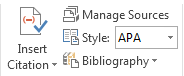 Manage Sources
Insert Citation
Style: APA
Bibliography